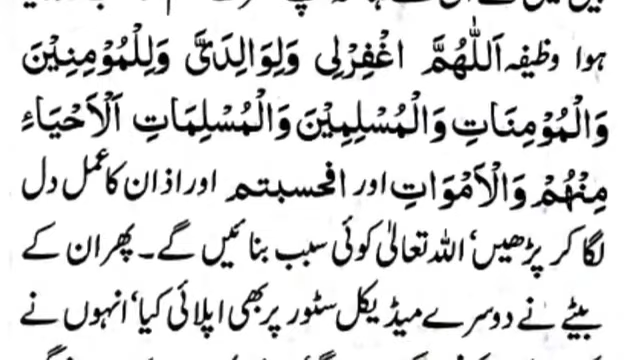 ہوا وظیفہ اَللّٰھُمَّ اغْفِرْلِی وَلِوَالِدَیَّ وَلِلْمُوْمِنِیْنَ
وَالْمُوْمِنَاتِ وَالْمُسْلِمِیْنَ وَالْمُسْلِمَاتِ اَلْاَحْیَاءِ
مِنْھُمْ وَالْاَمْوَاتِ اور افحسبتم اور اذان کا عمل دل
لگا کر پڑھیں‘ اللہ تعالیٰ کوئی سبب بنائیں گے۔ پھر ان کے
بیٹے نے دوسرے میڈیکل سٹور پر بھی اپلائی کیا‘ انہوں نے